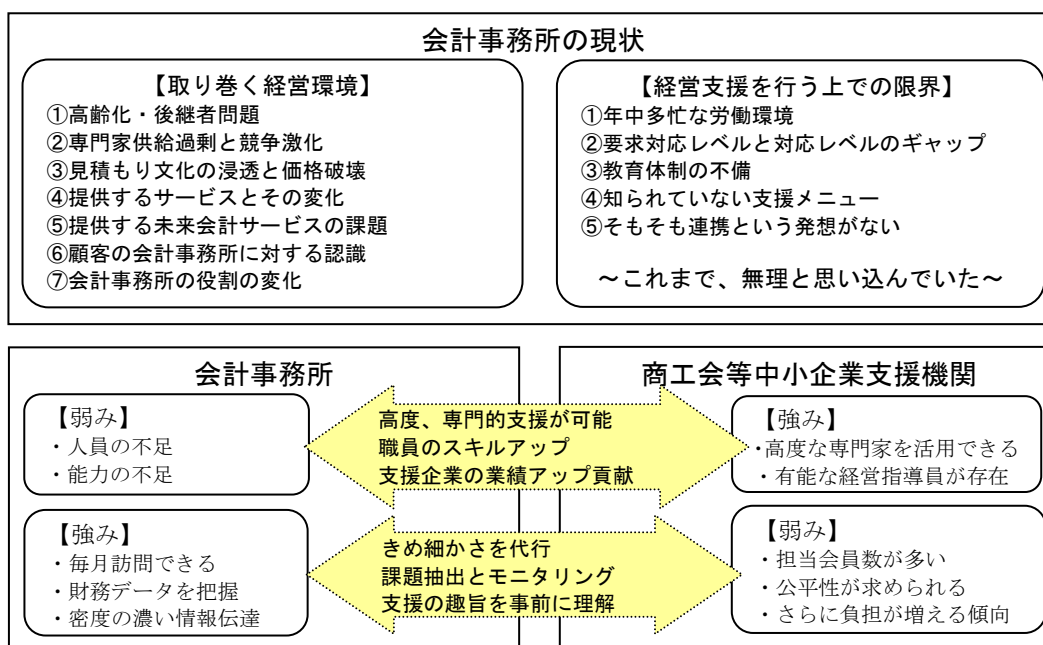 会計事務所の現状
【取り巻く経営環境】
①高齢化・後継者問題
②専門家供給過剰と競争激化
③見積もり文化の浸透と価格破壊
④提供するサービスとその変化
⑤提供する未来会計サービスの課題
⑥顧客の会計事務所に対する認識
⑦会計事務所の役割の変化
【経営支援を行う上での限界】
①年中多忙な労働環境
②要求対応レベルと対応レベルのギャップ
③教育体制の不備
④知られていない支援メニュー
⑤そもそも連携という発想がない
～これまで、無理と思い込んでいた～
会計事務所
【弱み】
・人員の不足
・能力の不足
【強み】
・毎月訪問できる
・財務データを把握
・密度の濃い情報伝達
高度、専門的支援が可能
職員のスキルアップ
支援企業の業績アップ貢献
きめ細かさを代行
課題抽出とモニタリング
支援の趣旨を事前に理解
商工会等中小企業支援機関
【強み】
・高度な専門家を活用できる
・有能な経営指導員が存在
【弱み】
・担当会員数が多い
・公平性が求められる
・さらに負担が増える傾向